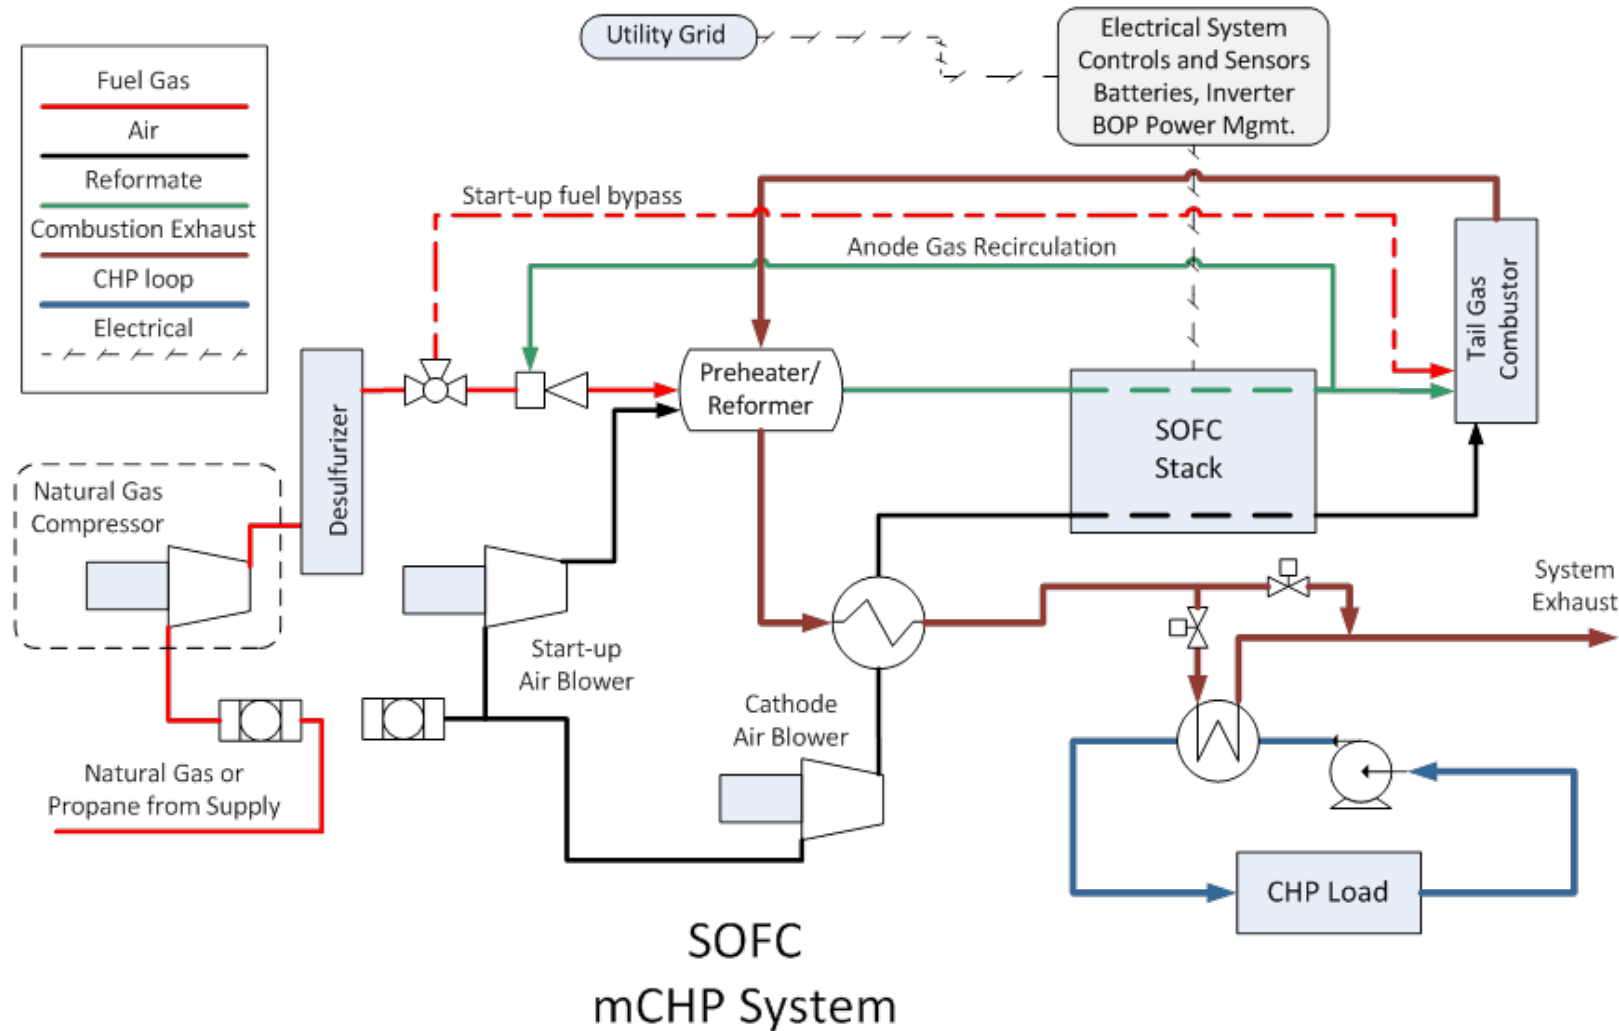 Utility Grid
Electrical System
Controls and Sensors
Batteries, Inverter
BOP Power Mgmt.
Fuel Gas
Air
Reformate
Combustion Exhaust
CHP loop
Electrical
Start-up fuel bypass
Anode Gas Recirculation
Tail Gas
Combustor
Preheater/
Reformer
SOFC
Stack
Desulfurizer
Natural Gas
Compressor
Start-up
Air Blower
System
Exhaust
Cathode
Air Blower
Natural Gas or
Propane from Supply
CHP Load
SOFC
mCHP System